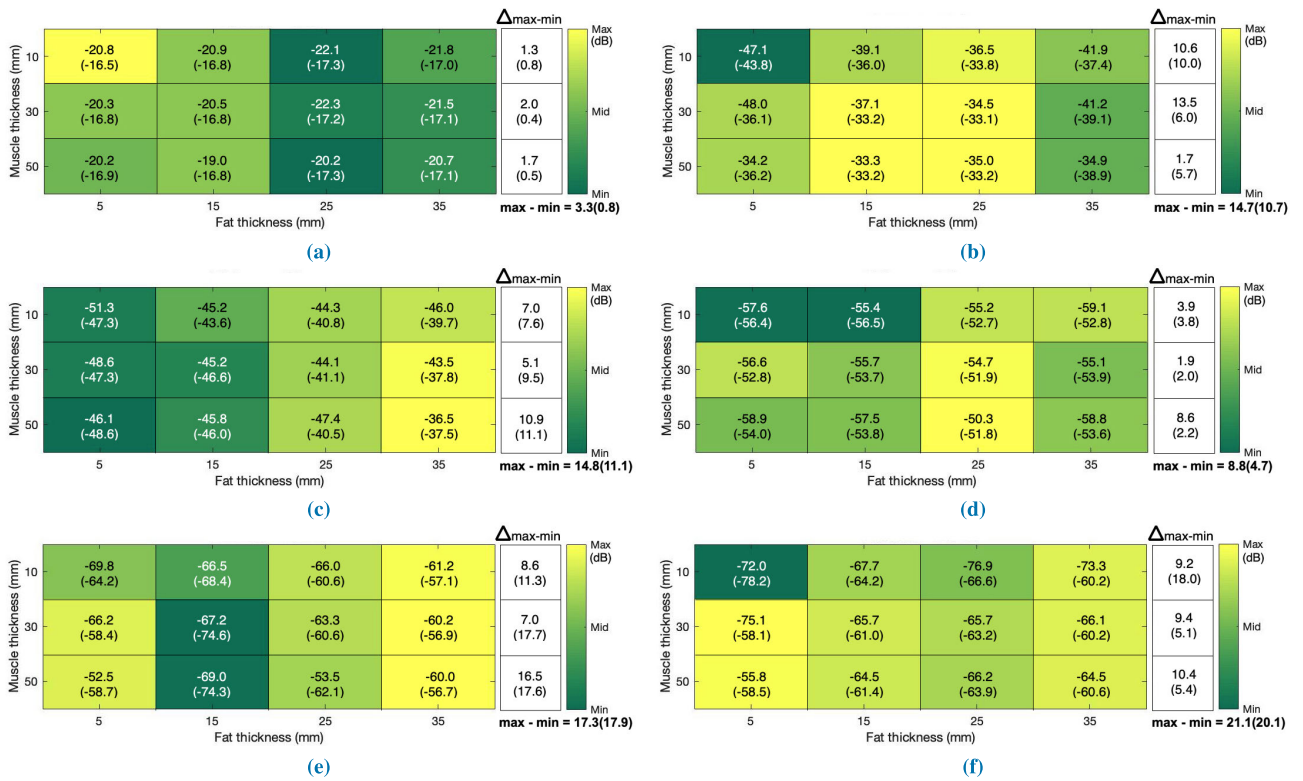 Δmax-min
Muscle thickness (mm)
10
-20.8 -20.9 -22.1 -21.8 1.3
(-16.5) (-16.8) (-17.3) (-17.0) (0.8)
30
-20.3 -20.5 -22.3 -21.5 2.0
(-16.8) (-16.8) (-17.2) (-17.1) (0.4)
50
-20.2 -19.0 -20.2 -20.7 1.7
(-16.9) (-16.8) (-17.3) (-17.1) (0.5)
Max
(dB)
Mid
Min
5 15 25 35
max - min = 3.3(0.8)
Fat thickness (mm)
(a)
Δmax-min
Muscle thickness (mm)
10
-47.1 -39.1 -36.5 -41.9 10.6
(-43.8) (-36.0) (-33.8) (-37.4) (10.0)
30
-48.0 -37.1 -34.5 -41.2 13.5
(-36.1) (-33.2) (-33.1) (-39.1) (6.0)
50
-34.2 -33.3 -35.0 -34.9 1.7
(-36.2) (-33.2) (-33.2) (-38.9) (5.7)
Max
(dB)
Mid
Min
5 15 25 35
max - min = 14.7(10.7)
Fat thickness (mm)
(b)
Δmax-min
Muscle thickness (mm)
10
-51.3 -45.2 -44.3 -46.0 7.0
(-47.3) (-43.6) (-40.8) (-39.7) (7.6)
30
-48.6 -45.2 -44.1 -43.5 5.1
(-47.3) (-46.6) (-41.1) (-37.8) (9.5)
50
-46.1 -45.8 -47.4 -36.5 10.9
(-48.6) (-46.0) (-40.5) (-37.5) (11.1)
Max
(dB)
Mid
Min
5 15 25 35
max - min = 14.8(11.1)
Fat thickness (mm)
(c)
Δmax-min
Muscle thickness (mm)
10
-57.6 -55.4 -55.2 -59.1 3.9
(-56.4) (-56.5) (-52.7) (-52.8) (3.8)
30
-56.6 -55.7 -54.7 -55.1 1.9
(-52.8) (-53.7) (-51.9) (-53.9) (2.0)
50
-58.9 -57.5 -50.3 -58.8 8.6
(-54.0) (-53.8) (-51.8) (-53.6) (2.2)
Max
(dB)
Mid
Min
5 15 25 35
max - min = 8.8(4.7)
Fat thickness (mm)
(d)
Δmax-min
Muscle thickness (mm)
10
-69.8 -66.5 -66.0 -61.2 8.6
(-64.2) (-68.4) (-60.6) (-57.1) (11.3)
30
-66.2 -67.2 -63.3 -60.2 7.0
(-58.4) (-74.6) (-60.6) (-56.9) (17.7)
50
-52.5 -69.0 -53.5 -60.0 16.5
(-58.7) (-74.3) (-62.1) (-56.7) (17.6)
Max
(dB)
Mid
Min
5 15 25 35
max - min = 17.3(17.9)
Fat thickness (mm)
(e)
Δmax-min
Muscle thickness (mm)
10
-72.0 -67.7 -76.9 -73.3 9.2
(-78.2) (-64.2) (-66.6) (-60.2) (18.0)
30
-75.1 -65.7 -65.7 -66.1 9.4
(-58.1) (-61.0) (-63.2) (-60.2) (5.1)
50
-55.8 -64.5 -66.2 -64.5 10.4
(-58.5) (-61.4) (-63.9) (-60.6) (5.4)
Max
(dB)
Mid
Min
5 15 25 35
max - min = 21.1(20.1)
Fat thickness (mm)
(f)